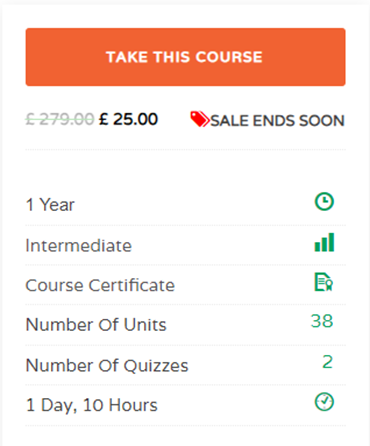 TAKE THIS COURSE
£ 279.00 £ 25.00 SALE ENDS SOON
1 Year
Intermediate
Course Certificate
Number Of Units 38
Number Of Quizzes 2
1 Day, 10 Hours